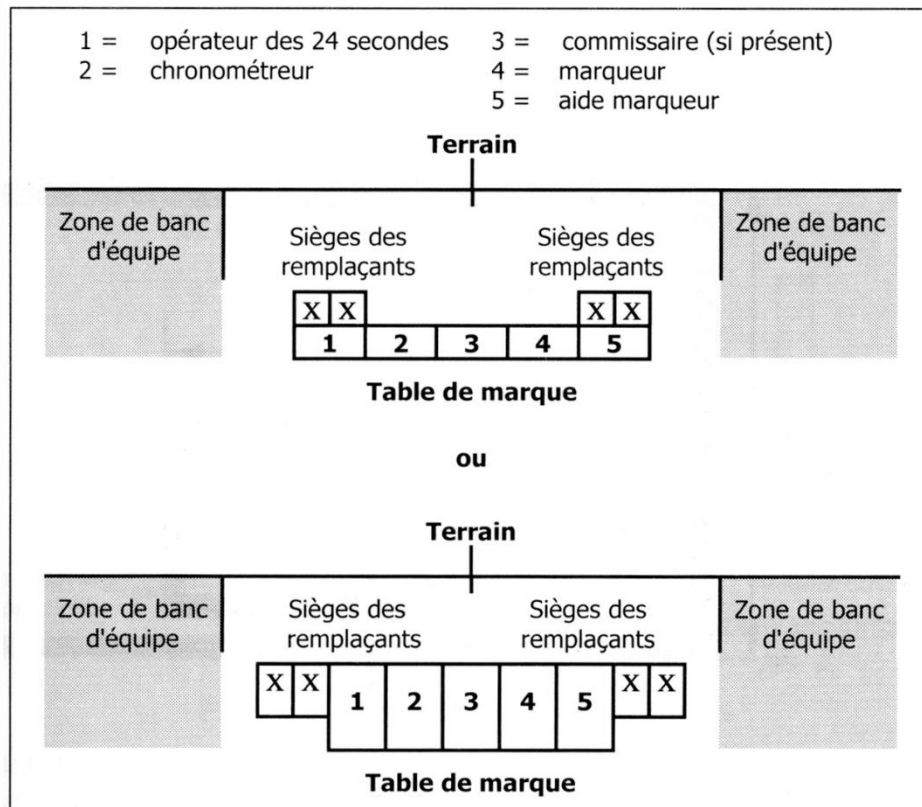 1 = opérateur des 24 secondes 3 = commissaire (si présent)
2 = chronométreur 4 = marqueur
5 = aide marqueur
Terrain
Zone de banc d'équipe
Sièges des remplaçants
Sièges des remplaçants
Zone de banc d'équipe
X X X X
1 2 3 4 5
Table de marque
ou
Terrain
Zone de banc d'équipe
Sièges des remplaçants
Sièges des remplaçants
Zone de banc d'équipe
X X 1 2 3 4 5 X X
Table de marque